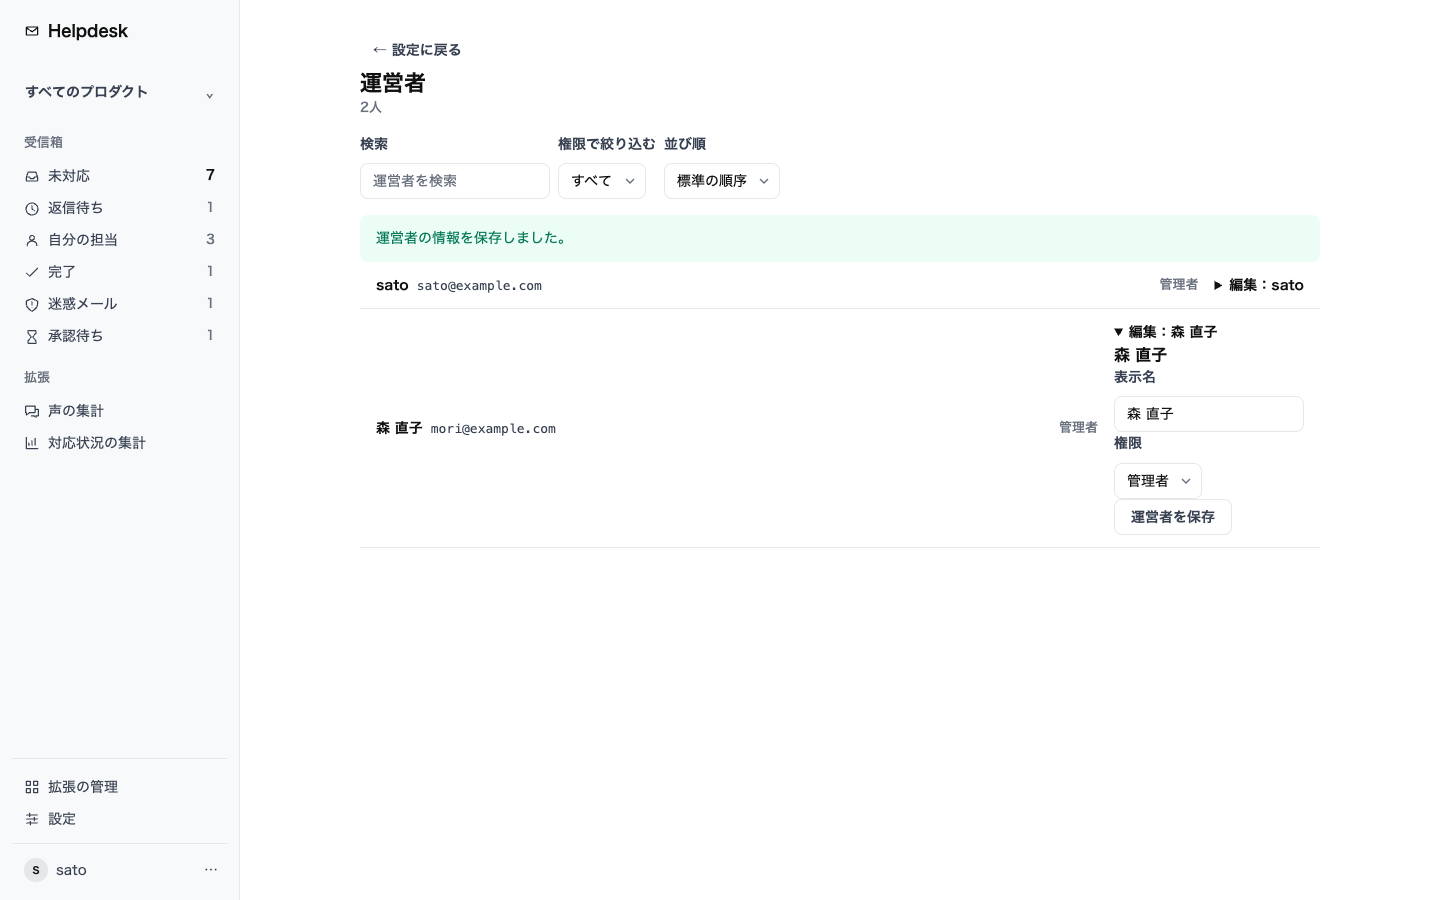 Helpdesk
すべてのプロダクト
受信箱
未対応 7
返信待ち 1
自分の担当 3
完了 1
迷惑メール 1
承認待ち 1
拡張
声の集計
対応状況の集計
拡張の管理
設定
S sato ...
← 設定に戻る
運営者
2人
検索 権限で絞り込む 並び順
運営者を検索 すべて 標準の順序
運営者の情報を保存しました。
sato sato@example.com 管理者 ▶ 編集：sato
▼ 編集：森 直子
森 直子
表示名
森 直子
森 直子 mori@example.com 管理者
権限
管理者
運営者を保存